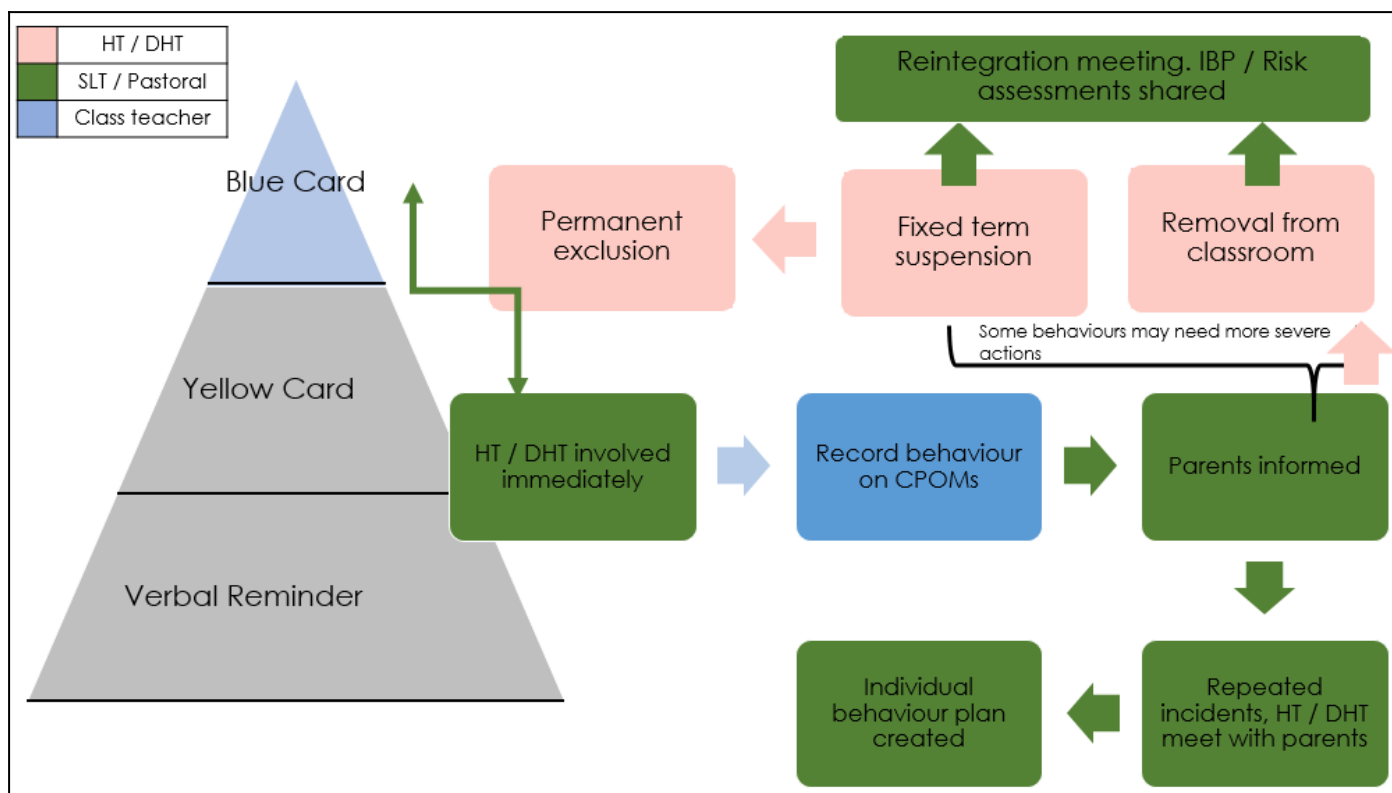 HT / DHT
SLT / Pastoral
Class teacher
Blue Card
Yellow Card
Verbal Reminder
Reintegration meeting. IBP / Risk
assessments shared
Permanent
exclusion
Fixed term
suspension
Removal from
classroom
Some behaviours may need more severe
actions
HT / DHT involved
immediately
Record behaviour
on CPOMs
Parents informed
Individual
behaviour plan
created
Repeated
incidents, HT / DHT
meet with parents